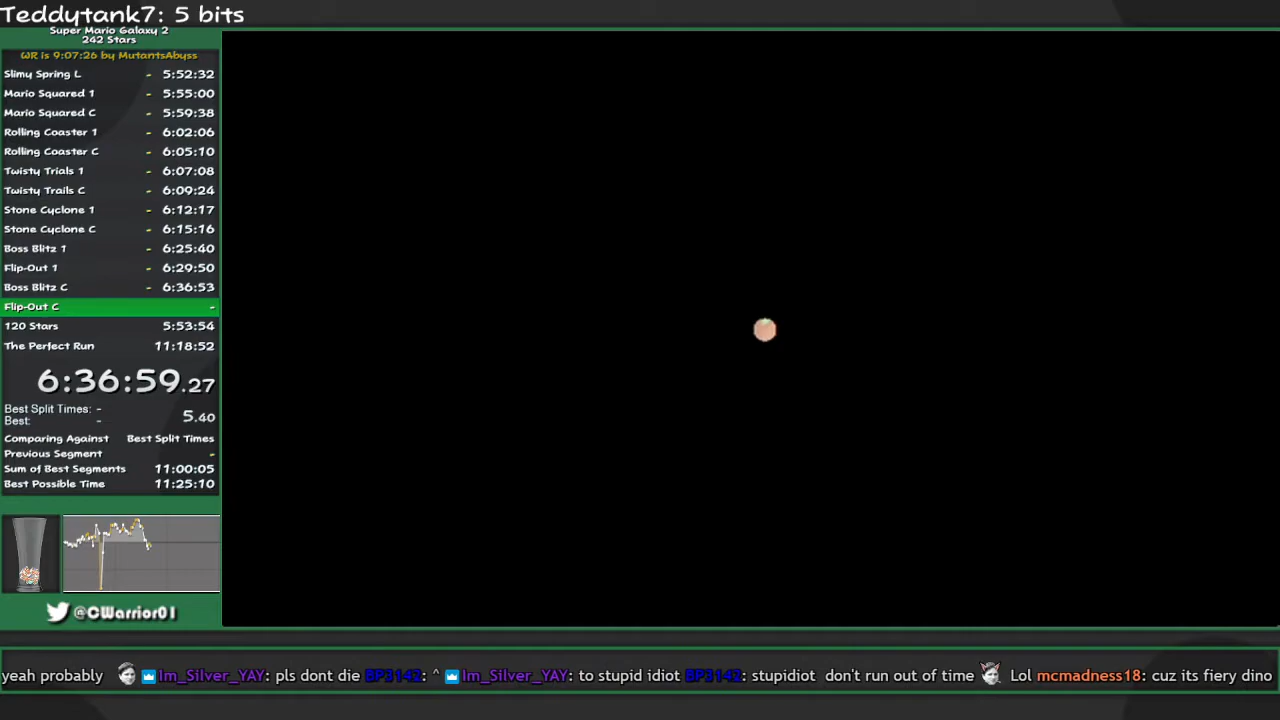 Teddytank7: 5 bits
Super Mario Galaxy 2
242 Stars
WR is 9:07:26 by MutantsAbyss
Slimy Spring L - 5:52:32
Mario Squared 1 - 5:55:00
Mario Squared C - 5:59:38
Rolling Coaster 1 - 6:02:06
Rolling Coaster C - 6:05:10
Twisty Trials 1 - 6:07:08
Twisty Trails C - 6:09:24
Stone Cyclone 1 - 6:12:17
Stone Cyclone C - 6:15:16
Boss Blitz 1 - 6:25:40
Flip-Out 1 - 6:29:50
Boss Blitz C - 6:36:53
Flip-Out C -
120 Stars 5:53:54
The Perfect Run 11:18:52
6:36:59.27
Best Split Times: - 5.40
Best: -
Comparing Against Best Split Times
Previous Segment -
Sum of Best Segments 11:00:05
Best Possible Time 11:25:10
@CWarrior01
yeah probably Im_Silver_YAY: pls dont die BP3142: ^ Im_Silver_YAY: to stupid idiot BP3142: stupidiot don't run out of time Lol mcmadness18: cuz its fiery dino